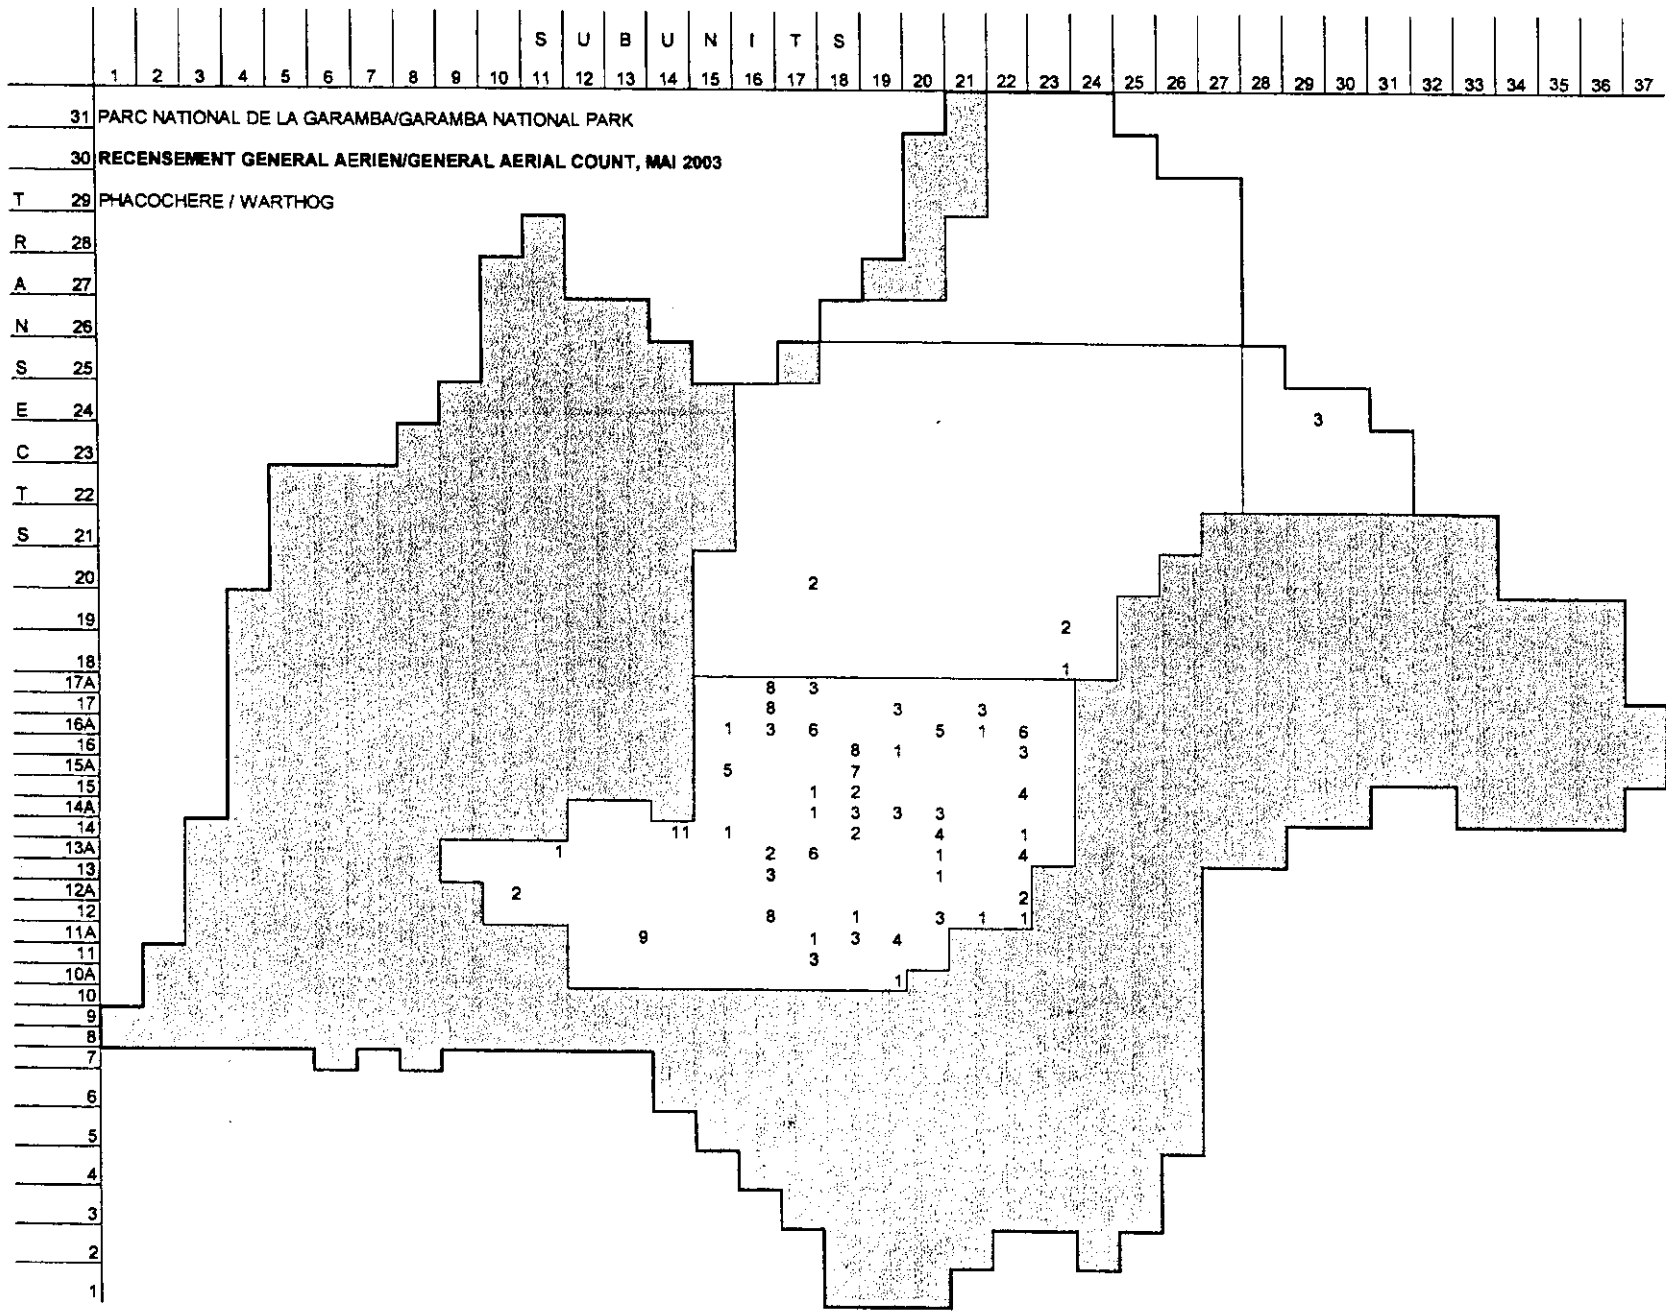 S U B U N I T S
1 2 3 4 5 6 7 8 9 10 11 12 13 14 15 16 17 18 19 20 21 22 23 24 25 26 27 28 29 30 31 32 33 34 35 36 37
31 PARC NATIONAL DE LA GARAMBA/GARAMBA NATIONAL PARK
30 RECENSEMENT GENERAL AERIEN/GENERAL AERIAL COUNT, MAI 2003
T 29 PHACOCHERE / WARTHOG
R 28
A 27
N 26
S 25
E 24 3
C 23
T 22
S 21
20 2
19 2
18 1
17A 8 3
17 8 3 3
16A 1 3 6 5 1 6
16 8 1 3
15A 5 7
15 1 2 4
14A 1 3 3 3
14 11 1 2 4 1
13A 1 2 6 1 4
13 3 1
12A 2 2
12 8 1 3 1 1
11A 9 1 3 4
11 3
10A 1
10
9
8
7
6
5
4
3
2
1